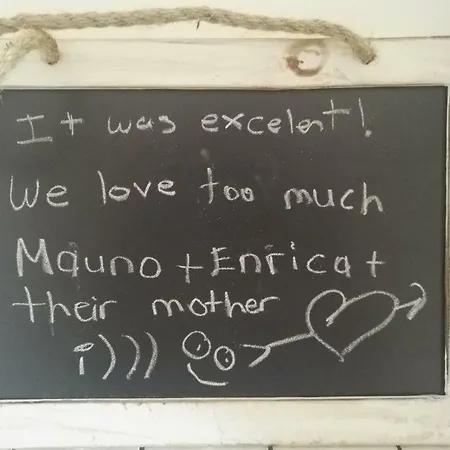 It was excelent!
We love too much
Mauno + Enrica +
their mother
i)))